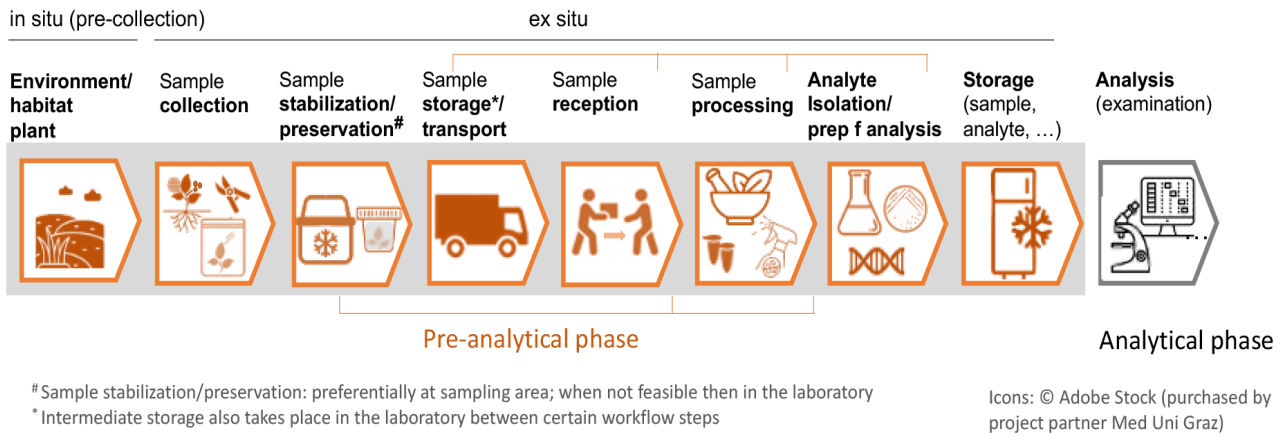 in situ (pre-collection)
ex situ
Environment/
habitat
plant
Sample
collection
Sample
stabilization/
preservation#
Sample
storage*/
transport
Sample
reception
Sample
processing
Analyte
Isolation/
prep f analysis
Storage
(sample,
analyte, …)
Analysis
(examination)
Pre-analytical phase
Analytical phase
# Sample stabilization/preservation: preferentially at sampling area; when not feasible then in the laboratory
* Intermediate storage also takes place in the laboratory between certain workflow steps
Icons: © Adobe Stock (purchased by
project partner Med Uni Graz)